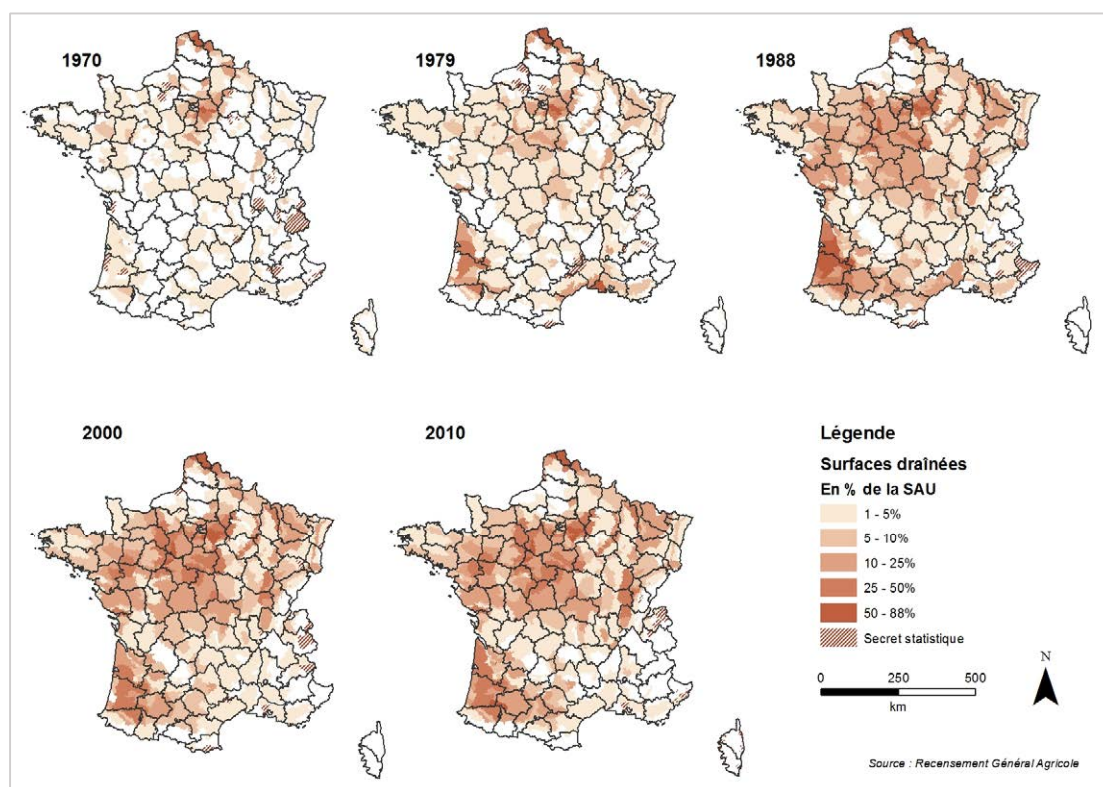 1970
1979
1988
2000
2010
Légende
Surfaces draînées
En % de la SAU
1 - 5%
5 - 10%
10 - 25%
25 - 50%
50 - 88%
Secret statistique
0 250 500
km
N
Source : Recensement Général Agricole